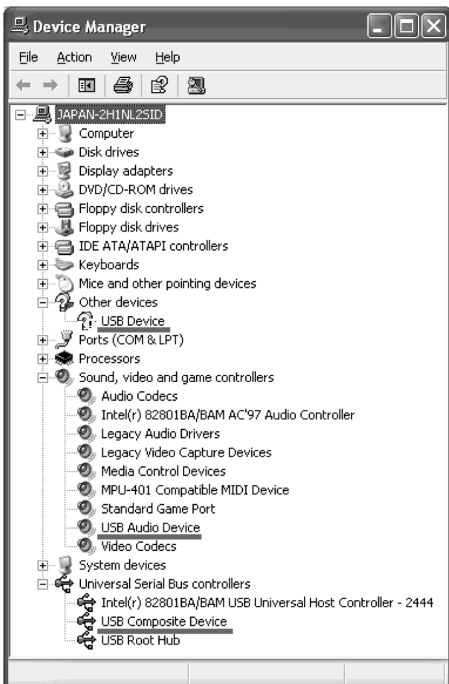 Device Manager
File Action View Help
JAPAN-2H1NL2SID
Computer
Disk drives
Display adapters
DVD/CD-ROM drives
Floppy disk controllers
Floppy disk drives
IDE ATA/ATAPI controllers
Keyboards
Mice and other pointing devices
Other devices
USB Device
Ports (COM & LPT)
Processors
Sound, video and game controllers
Audio Codecs
Intel(r) 82801BA/BAM AC'97 Audio Controller
Legacy Audio Drivers
Legacy Video Capture Devices
Media Control Devices
MPU-401 Compatible MIDI Device
Standard Game Port
USB Audio Device
Video Codecs
System devices
Universal Serial Bus controllers
Intel(r) 82801BA/BAM USB Universal Host Controller - 2444
USB Composite Device
USB Root Hub